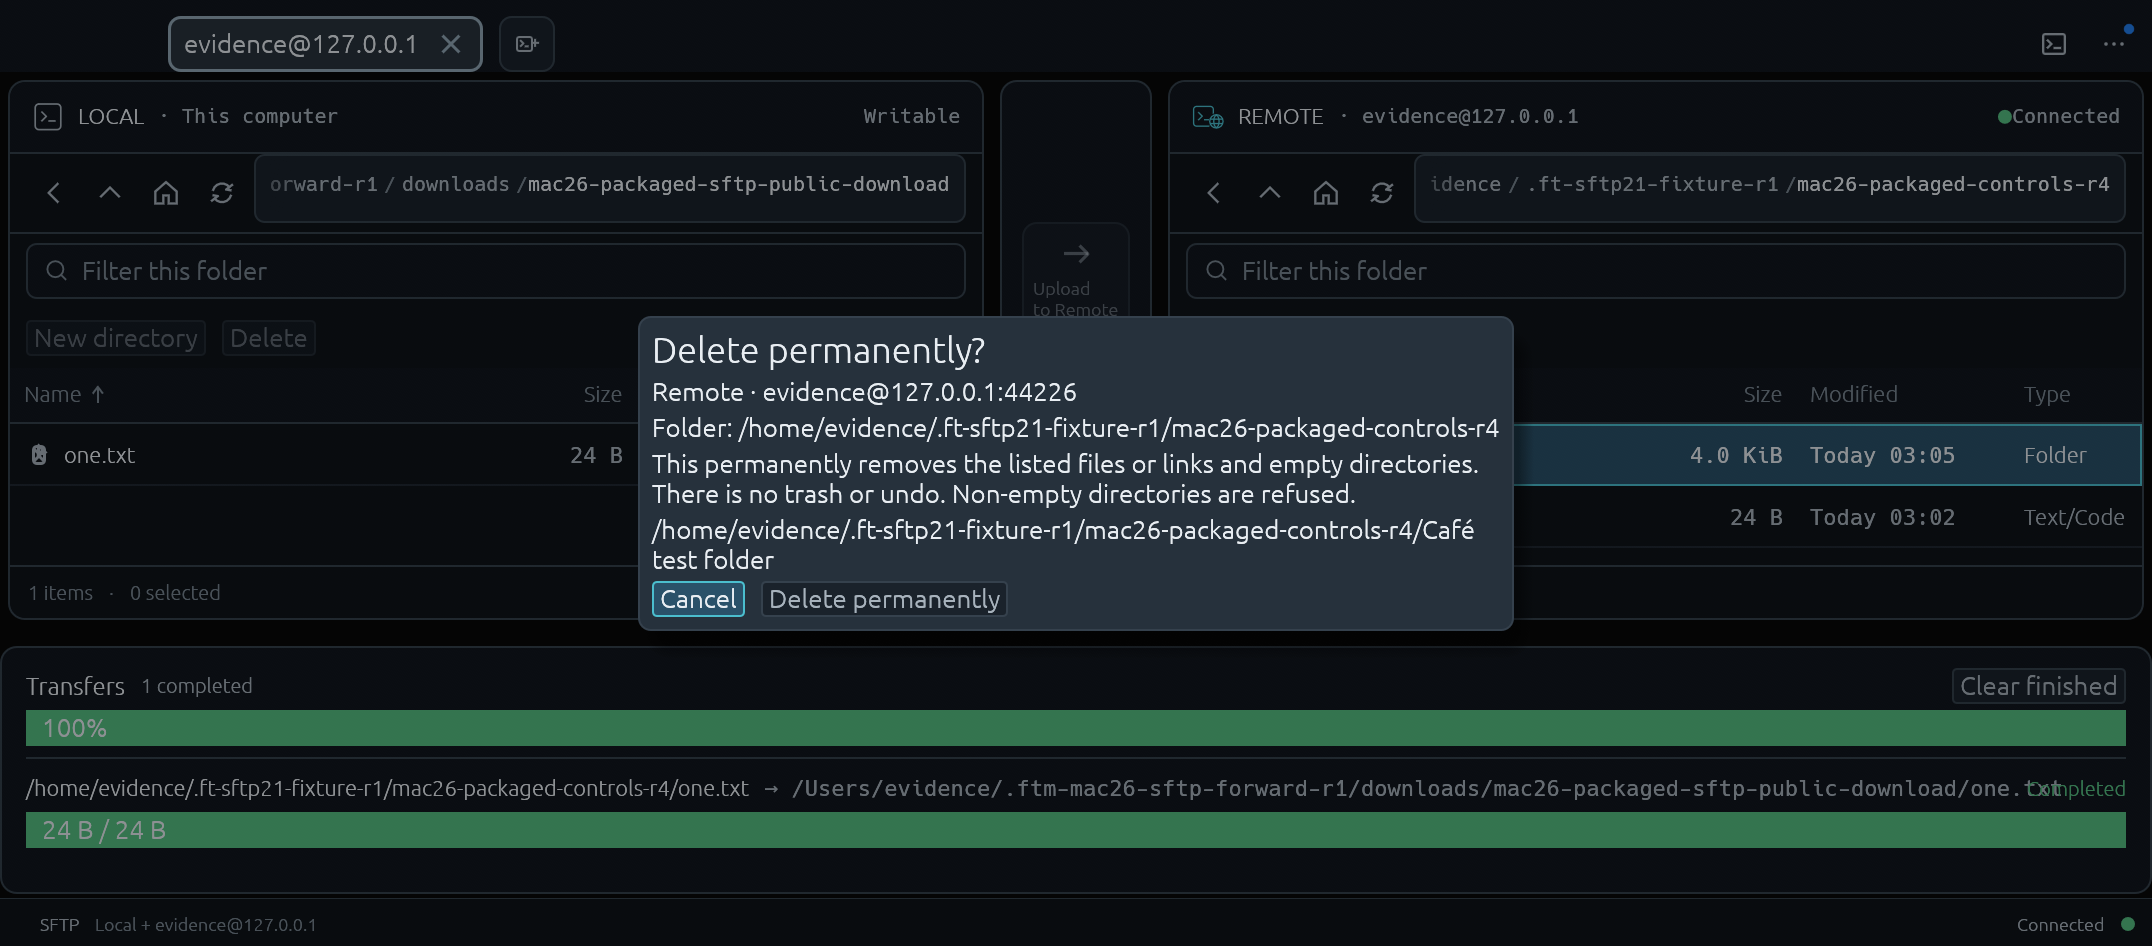 evidence@127.0.0.1
LOCAL · This computer
Writable
orward-r1 / downloads /mac26-packaged-sftp-public-download
Filter this folder
New directory
Delete
Name ↑
Size
one.txt
24 B
1 items · 0 selected
Upload
to Remote
REMOTE · evidence@127.0.0.1
Connected
idence / .ft-sftp21-fixture-r1 /mac26-packaged-controls-r4
Filter this folder
Size
Modified
Type
4.0 KiB
Today 03:05
Folder
24 B
Today 03:02
Text/Code
Delete permanently?
Remote · evidence@127.0.0.1:44226
Folder: /home/evidence/.ft-sftp21-fixture-r1/mac26-packaged-controls-r4
This permanently removes the listed files or links and empty directories.
There is no trash or undo. Non-empty directories are refused.
/home/evidence/.ft-sftp21-fixture-r1/mac26-packaged-controls-r4/Café
test folder
Cancel
Delete permanently
Transfers 1 completed
Clear finished
100%
/home/evidence/.ft-sftp21-fixture-r1/mac26-packaged-controls-r4/one.txt → /Users/evidence/.ftm-mac26-sftp-forward-r1/downloads/mac26-packaged-sftp-public-download/one.txt
Completed
24 B / 24 B
SFTP Local + evidence@127.0.0.1
Connected